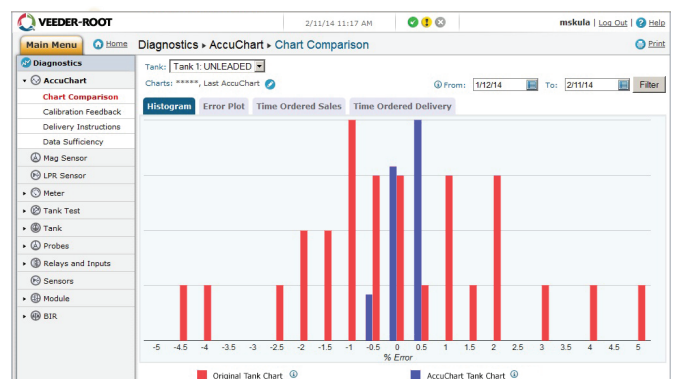 VEEDER-ROOT
2/11/14 11:17 AM
mskula | Log Out | Help
Main Menu Home Diagnostics ▸ AccuChart ▸ Chart Comparison Print
Diagnostics
AccuChart
Chart Comparison
Calibration Feedback
Delivery Instructions
Data Sufficiency
Mag Sensor
LPR Sensor
Meter
Tank Test
Tank
Probes
Relays and Inputs
Sensors
Module
BIR
Tank: Tank 1: UNLEADED
Charts: *****, Last AccuChart
From: 1/12/14 To: 2/11/14 Filter
Histogram Error Plot Time Ordered Sales Time Ordered Delivery
-5 -4.5 -4 -3.5 -3 -2.5 -2 -1.5 -1 -0.5 0 0.5 1 1.5 2 2.5 3 3.5 4 4.5 5
% Error
Original Tank Chart AccuChart Tank Chart